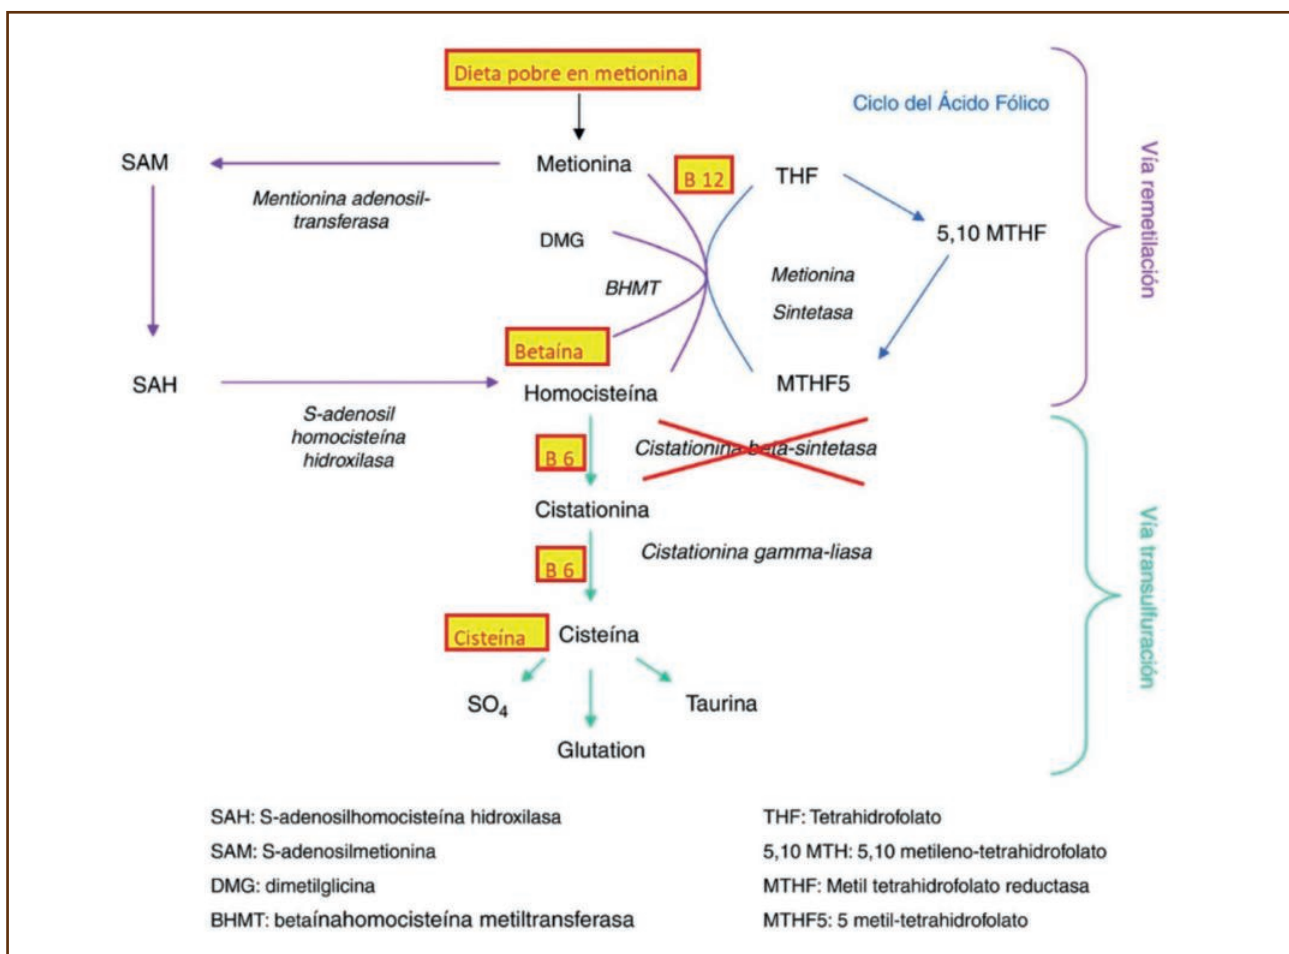 Dieta pobre en metionina
Ciclo del Ácido Fólico
SAM
Metionina
B 12
THF
Mentionina adenosil-
transferasa
DMG
5,10 MTHF
BHMT
Metionina
Sintetasa
Vía remetilación
Betaína
SAH
Homocisteína
MTHF5
S-adenosil
homocisteína
hidroxilasa
B 6
Cistationina beta-sintetasa
Cistationina
B 6
Cistationina gamma-liasa
Vía transulfuración
Cisteína
Cisteína
SO4
Taurina
Glutation
SAH: S-adenosilhomocisteína hidroxilasa
SAM: S-adenosilmetionina
DMG: dimetilglicina
BHMT: betaínahomocisteína metiltransferasa
THF: Tetrahidrofolato
5,10 MTH: 5,10 metileno-tetrahidrofolato
MTHF: Metil tetrahidrofolato reductasa
MTHF5: 5 metil-tetrahidrofolato